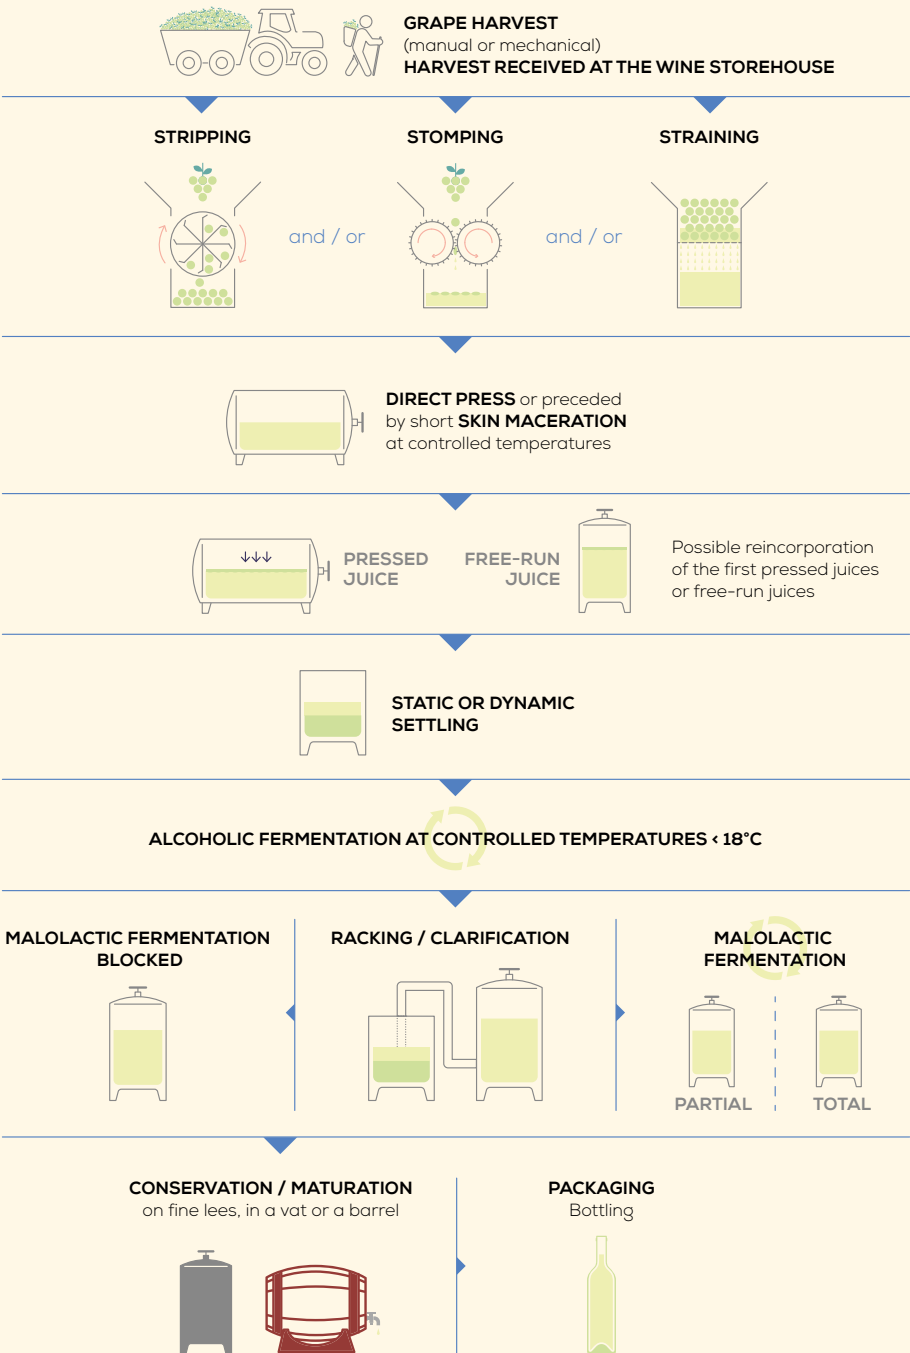 GRAPE HARVEST
(manual or mechanical)
HARVEST RECEIVED AT THE WINE STOREHOUSE
STRIPPING
STOMPING
STRAINING
and / or
and / or
DIRECT PRESS or preceded
by short SKIN MACERATION
at controlled temperatures
PRESSED
JUICE
FREE-RUN
JUICE
Possible reincorporation
of the first pressed juices
or free-run juices
STATIC OR DYNAMIC
SETTLING
ALCOHOLIC FERMENTATION AT CONTROLLED TEMPERATURES < 18°C
MALOLACTIC FERMENTATION
BLOCKED
RACKING / CLARIFICATION
MALOLACTIC
FERMENTATION
PARTIAL
TOTAL
CONSERVATION / MATURATION
on fine lees, in a vat or a barrel
PACKAGING
Bottling